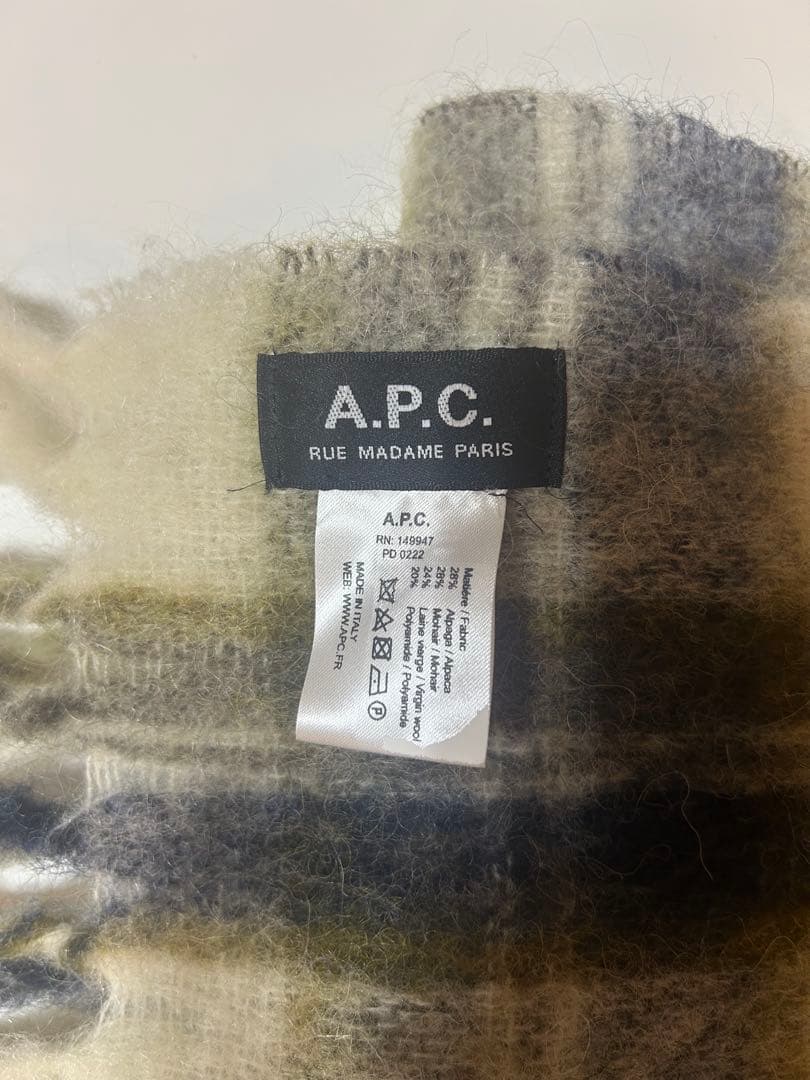 A.P.C.
RUE MADAME PARIS
A.P.C.
RN: 149947
PD 0222
Matière / Fabric
28% Alpaga / Alpaca
28% Mohair / Mohair
24% Laine vierge / Virgin wool
20% Polyamide / Polyamide
P
MADE IN ITALY
WEB: WWW.APC.FR